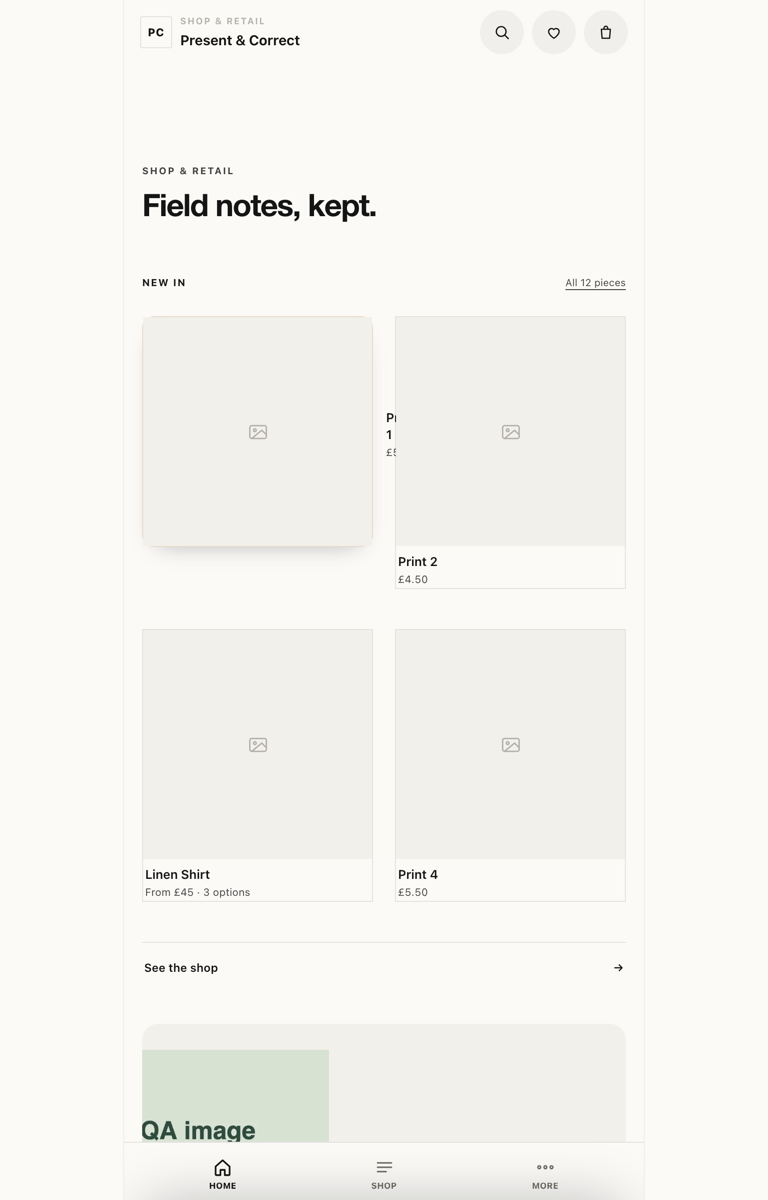 PC
SHOP & RETAIL
Present & Correct
SHOP & RETAIL
Field notes, kept.
NEW IN
All 12 pieces
1
Print 2
£4.50
Linen Shirt
From £45 · 3 options
Print 4
£5.50
See the shop
QA image
HOME
SHOP
MORE